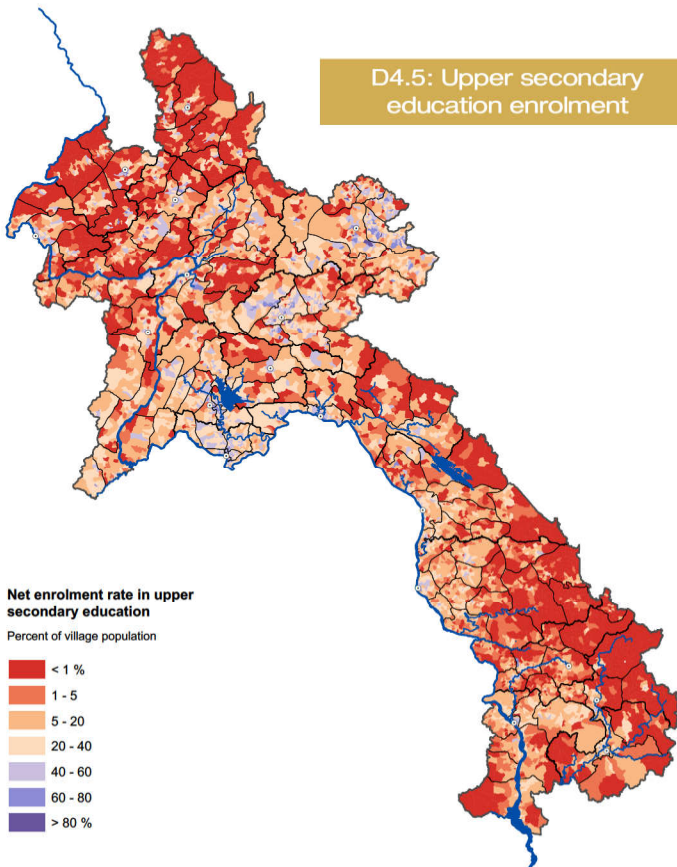 D4.5: Upper secondary
education enrolment
Net enrolment rate in upper
secondary education
Percent of village population
< 1 %
1 - 5
5 - 20
20 - 40
40 - 60
60 - 80
> 80 %